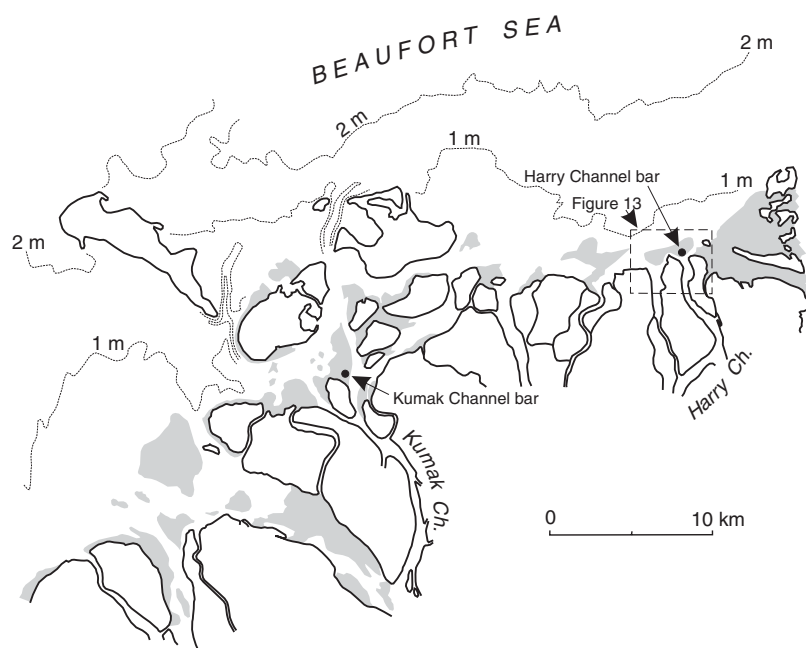 BEAUFORT SEA
2 m
2 m
1 m
Harry Channel bar
Figure 13
1 m
2 m
1 m
Kumak Channel bar
Harry Ch.
Kumak Ch.
0 10 km